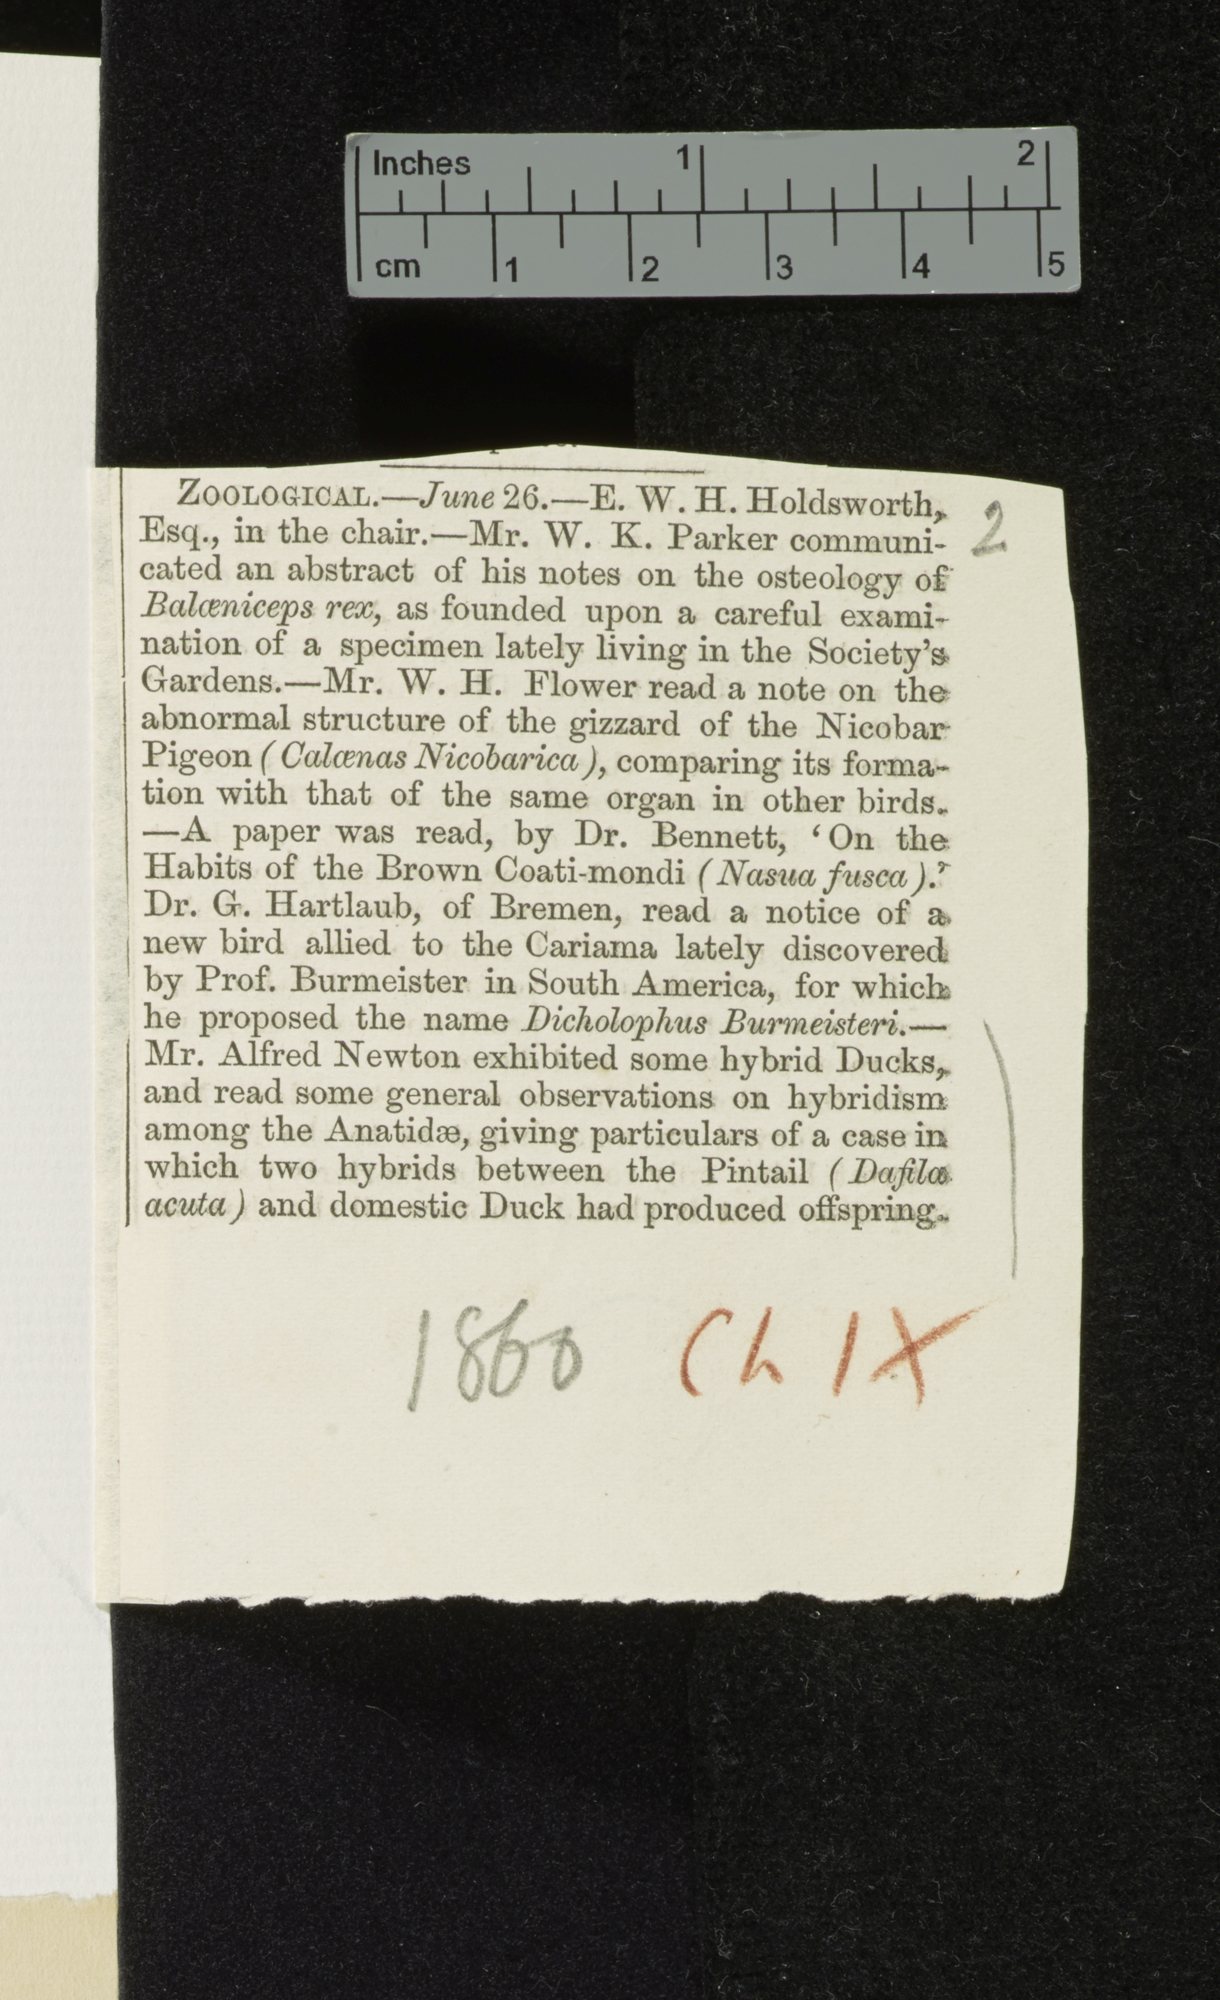 Inches 1 2
cm 1 2 3 4 5
ZOOLOGICAL.—June 26.—E. W. H. Holdsworth,
Esq., in the chair.—Mr. W. K. Parker communi-
cated an abstract of his notes on the osteology of
Balæniceps rex, as founded upon a careful exami-
nation of a specimen lately living in the Society's
Gardens.—Mr. W. H. Flower read a note on the
abnormal structure of the gizzard of the Nicobar
Pigeon (Calœnas Nicobarica), comparing its forma-
tion with that of the same organ in other birds.
—A paper was read, by Dr. Bennett, ‘On the
Habits of the Brown Coati-mondi (Nasua fusca).’
Dr. G. Hartlaub, of Bremen, read a notice of a
new bird allied to the Cariama lately discovered
by Prof. Burmeister in South America, for which
he proposed the name Dicholophus Burmeisteri.—
Mr. Alfred Newton exhibited some hybrid Ducks,
and read some general observations on hybridism
among the Anatidæ, giving particulars of a case in
which two hybrids between the Pintail (Dafila
acuta) and domestic Duck had produced offspring.
2
1860 Ch IX